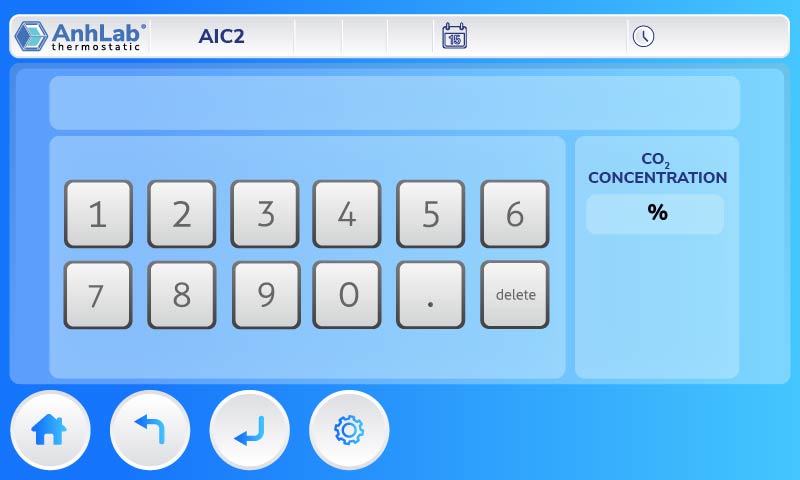 AnhLab®
thermostatic
AIC2
15
CO₂
CONCENTRATION
%
1 2 3 4 5 6
7 8 9 0 . delete